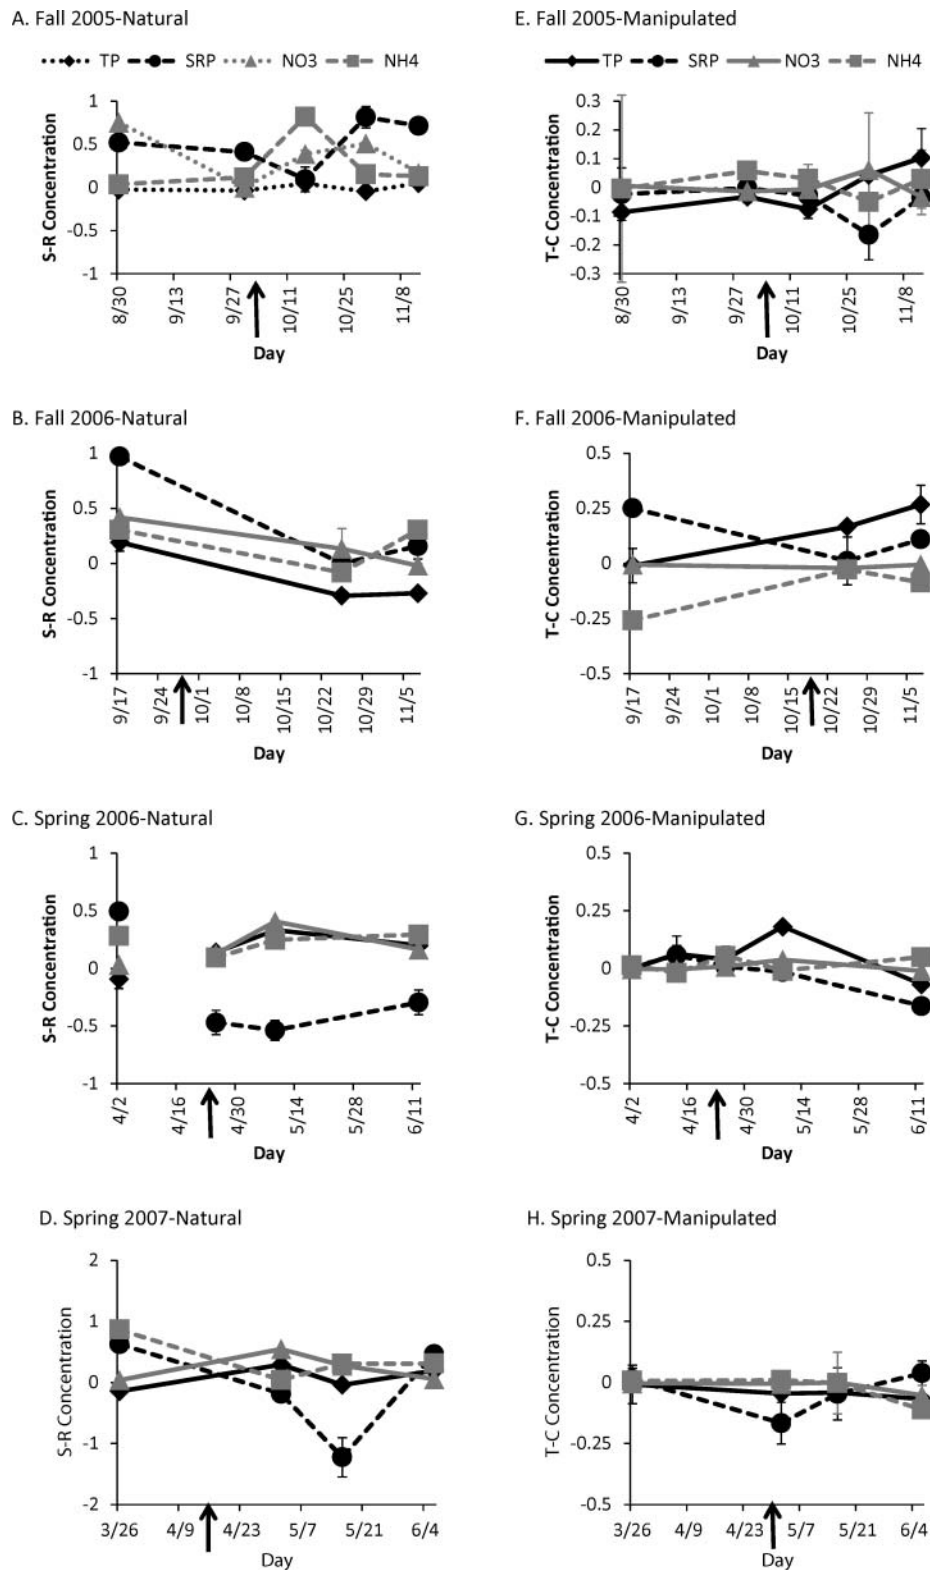 A. Fall 2005-Natural
TP SRP NO3 NH4
1
0.5
0
-0.5
-1
S-R Concentration
8/30 9/13 9/27 10/11 10/25 11/8
Day
E. Fall 2005-Manipulated
TP SRP NO3 NH4
0.3
0.2
0.1
0
-0.1
-0.2
-0.3
T-C Concentration
8/30 9/13 9/27 10/11 10/25 11/8
Day
B. Fall 2006-Natural
1
0.5
0
-0.5
-1
S-R Concentration
9/17 9/24 10/1 10/8 10/15 10/22 10/29 11/5
Day
F. Fall 2006-Manipulated
0.5
0.25
0
-0.25
-0.5
T-C Concentration
9/17 9/24 10/1 10/8 10/15 10/22 10/29 11/5
Day
C. Spring 2006-Natural
1
0.5
0
-0.5
-1
S-R Concentration
4/2 4/16 4/30 5/14 5/28 6/11
Day
G. Spring 2006-Manipulated
0.5
0.25
0
-0.25
-0.5
T-C Concentration
4/2 4/16 4/30 5/14 5/28 6/11
Day
D. Spring 2007-Natural
2
1
0
-1
-2
S-R Concentration
3/26 4/9 4/23 5/7 5/21 6/4
Day
H. Spring 2007-Manipulated
0.5
0.25
0
-0.25
-0.5
T-C Concentration
3/26 4/9 4/23 5/7 5/21 6/4
Day